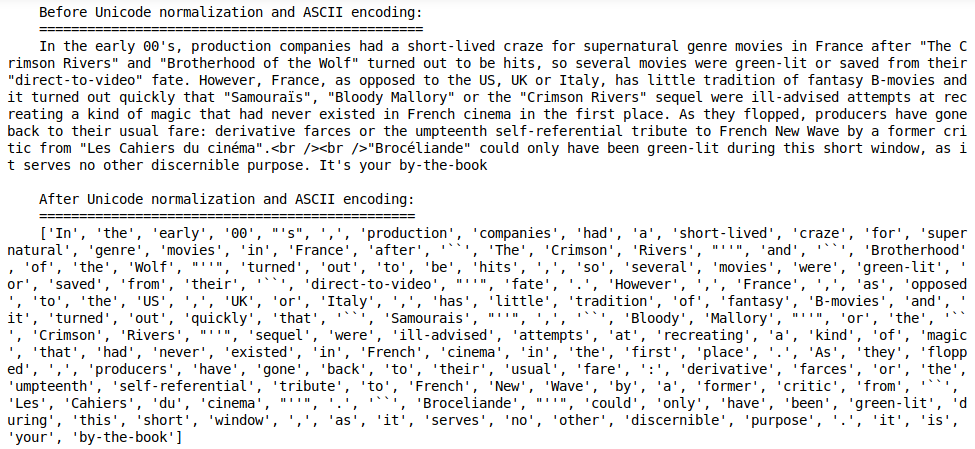 Before Unicode normalization and ASCII encoding:
================================================
In the early 00's, production companies had a short-lived craze for supernatural genre movies in France after "The C
rimson Rivers" and "Brotherhood of the Wolf" turned out to be hits, so several movies were green-lit or saved from their
"direct-to-video" fate. However, France, as opposed to the US, UK or Italy, has little tradition of fantasy B-movies and
it turned out quickly that "Samouraïs", "Bloody Mallory" or the "Crimson Rivers" sequel were ill-advised attempts at rec
reating a kind of magic that had never existed in French cinema in the first place. As they flopped, producers have gone
back to their usual fare: derivative farces or the umpteenth self-referential tribute to French New Wave by a former cri
tic from "Les Cahiers du cinéma".<br /><br />"Brocéliande" could only have been green-lit during this short window, as i
t serves no other discernible purpose. It's your by-the-book
After Unicode normalization and ASCII encoding:
===============================================
['In', 'the', 'early', '00', "'s", ',', 'production', 'companies', 'had', 'a', 'short-lived', 'craze', 'for', 'super
natural', 'genre', 'movies', 'in', 'France', 'after', '``', 'The', 'Crimson', 'Rivers', "''", 'and', '``', 'Brotherhood'
, 'of', 'the', 'Wolf', "''", 'turned', 'out', 'to', 'be', 'hits', ',', 'so', 'several', 'movies', 'were', 'green-lit', '
or', 'saved', 'from', 'their', '``', 'direct-to-video', "''", 'fate', '.', 'However', ',', 'France', ',', 'as', 'opposed
', 'to', 'the', 'US', ',', 'UK', 'or', 'Italy', ',', 'has', 'little', 'tradition', 'of', 'fantasy', 'B-movies', 'and', '
it', 'turned', 'out', 'quickly', 'that', '``', 'Samourais', "''", ',', '``', 'Bloody', 'Mallory', "''", 'or', 'the', '``
', 'Crimson', 'Rivers', "''", 'sequel', 'were', 'ill-advised', 'attempts', 'at', 'recreating', 'a', 'kind', 'of', 'magic
', 'that', 'had', 'never', 'existed', 'in', 'French', 'cinema', 'in', 'the', 'first', 'place', '.', 'As', 'they', 'flopp
ed', ',', 'producers', 'have', 'gone', 'back', 'to', 'their', 'usual', 'fare', ':', 'derivative', 'farces', 'or', 'the',
'umpteenth', 'self-referential', 'tribute', 'to', 'French', 'New', 'Wave', 'by', 'a', 'former', 'critic', 'from', '``',
'Les', 'Cahiers', 'du', 'cinema', "''", '.', '``', 'Broceliande', "''", 'could', 'only', 'have', 'been', 'green-lit', 'd
uring', 'this', 'short', 'window', ',', 'as', 'it', 'serves', 'no', 'other', 'discernible', 'purpose', '.', 'it', 'is',
'your', 'by-the-book']